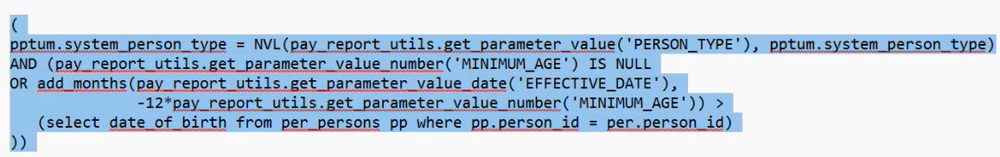 (
pptum.system_person_type = NVL(pay_report_utils.get_parameter_value('PERSON_TYPE'), pptum.system_person_type)
AND (pay_report_utils.get_parameter_value_number('MINIMUM_AGE') IS NULL
OR add_months(pay_report_utils.get_parameter_value_date('EFFECTIVE_DATE'),
-12*pay_report_utils.get_parameter_value_number('MINIMUM_AGE')) >
(select date_of_birth from per_persons pp where pp.person_id = per.person_id)
))